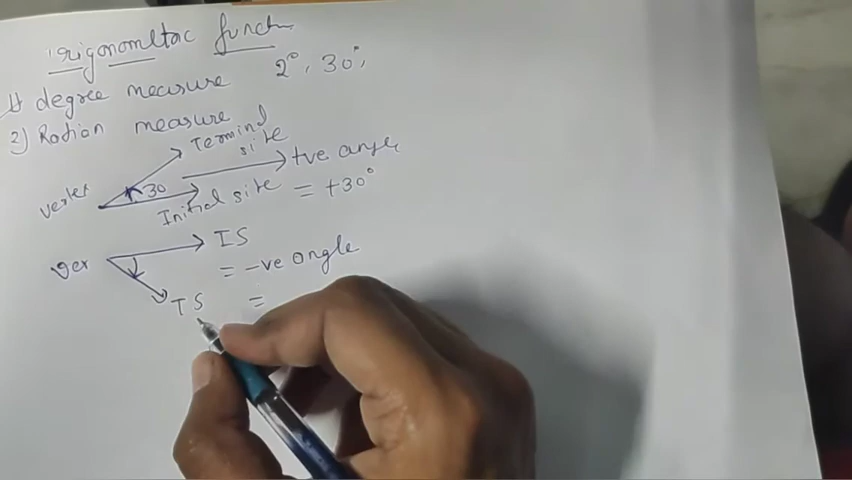 Trigonometric funct
1) degree measure 2°, 30°,
2) Radian measure
Terminal
site
+ve angle
vertex 30
Initial site = +30°
IS
ver
= -ve angle
TS =